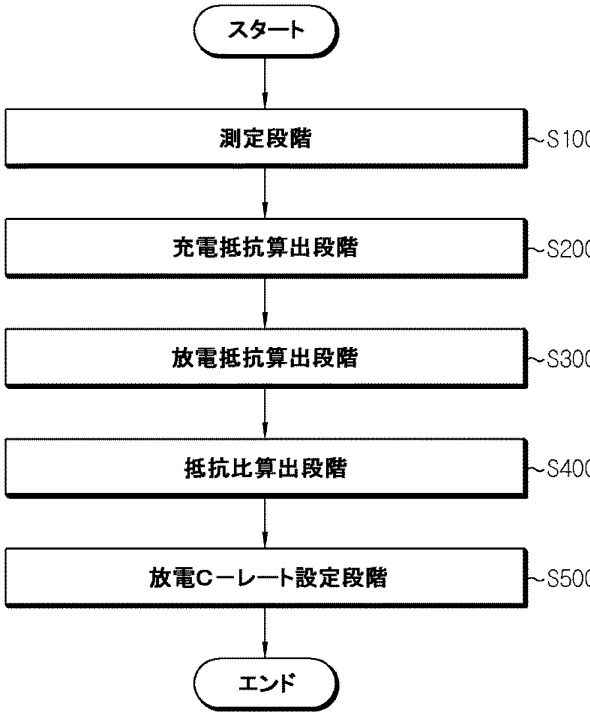 スタート
測定段階 S100
充電抵抗算出段階 S200
放電抵抗算出段階 S300
抵抗比算出段階 S400
放電C-レート設定段階 S500
エンド